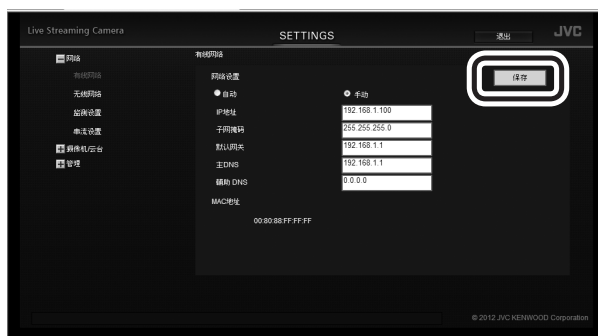 Live Streaming Camera
SETTINGS
退出
JVC
网络
有线网络
无线网络
监测设置
串流设置
摄像机/云台
管理
有线网络
网络设置
保存
自动
手动
IP地址
192.168.1.100
子网掩码
255.255.255.0
默认网关
192.168.1.1
主DNS
192.168.1.1
辅助 DNS
0.0.0.0
MAC地址
00:80:88:FF:FF:FF
© 2012 JVC KENWOOD Corporation